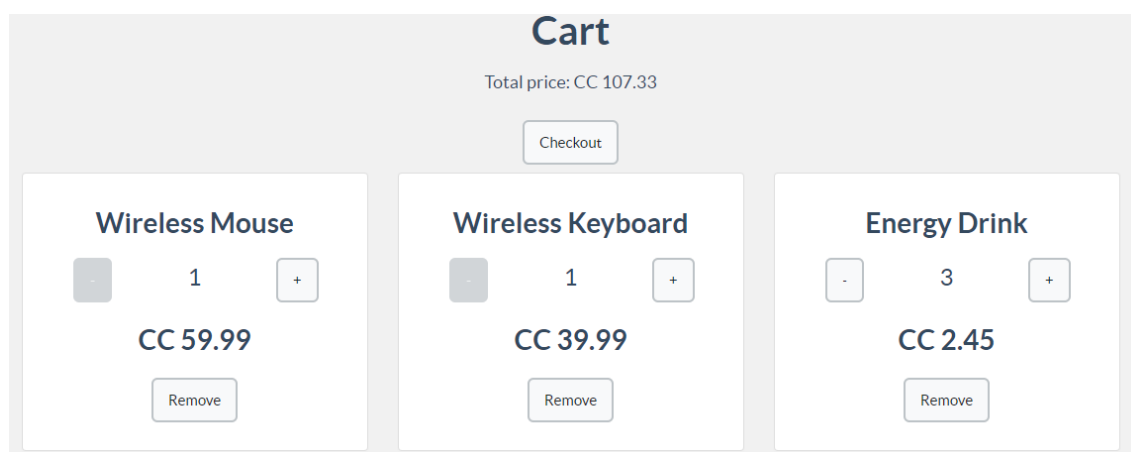 Cart
Total price: CC 107.33
Checkout
Wireless Mouse
- 1 +
CC 59.99
Remove
Wireless Keyboard
- 1 +
CC 39.99
Remove
Energy Drink
- 3 +
CC 2.45
Remove